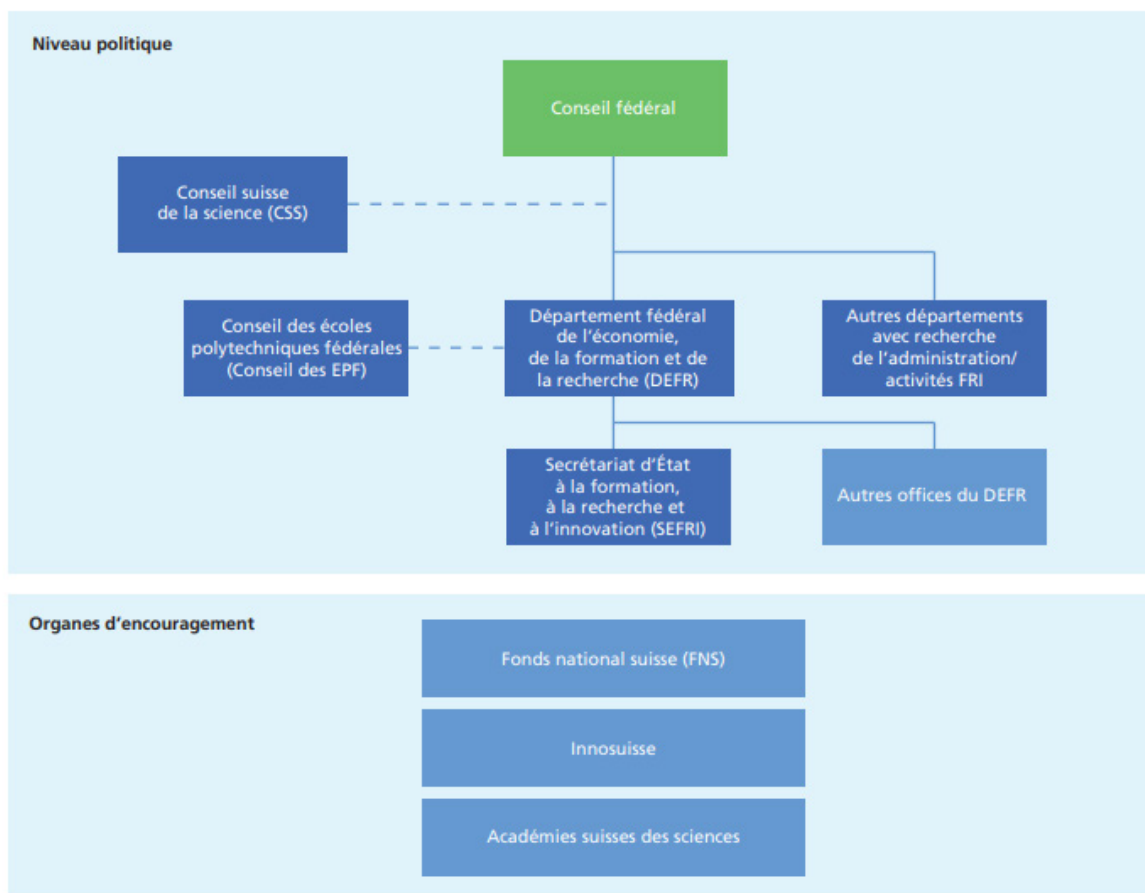 Niveau politique
Conseil fédéral
Conseil suisse
de la science (CSS)
Conseil des écoles
polytechniques fédérales
(Conseil des EPF)
Département fédéral
de l'économie,
de la formation et de
la recherche (DEFR)
Autres départements
avec recherche
de l'administration/
activités FRI
Secrétariat d'État
à la formation,
à la recherche et
à l'innovation (SEFRI)
Autres offices du DEFR
Organes d'encouragement
Fonds national suisse (FNS)
Innosuisse
Académies suisses des sciences